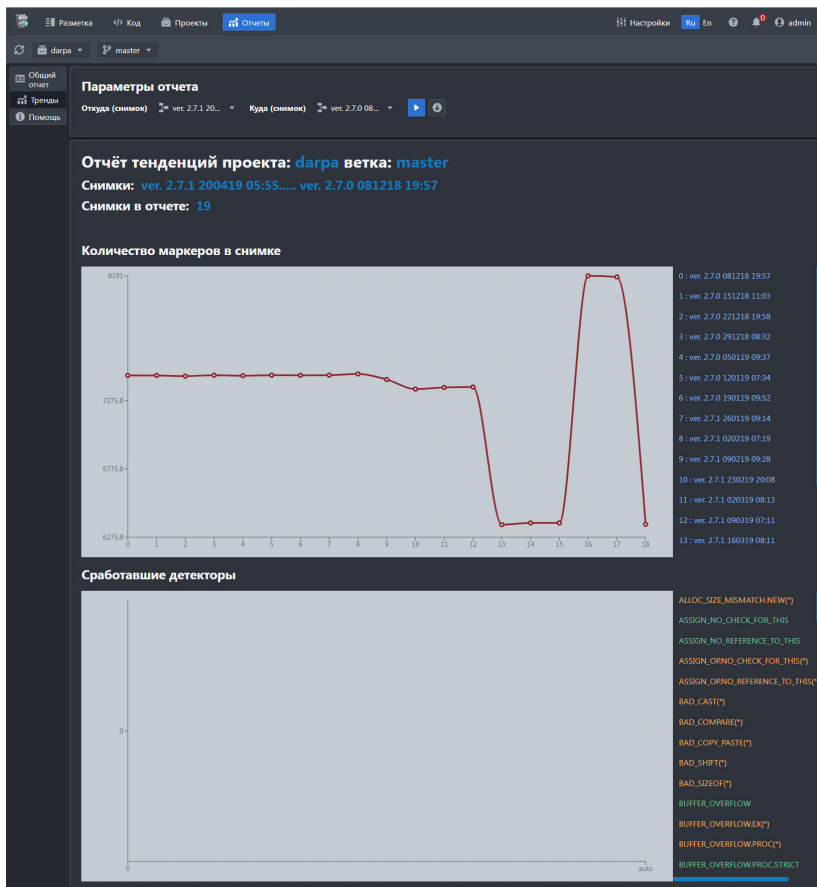 Разметка </> Код Проекты Отчеты Настройки Ru En 0 admin
darpa master
Общий отчет
Тренды
Помощь
Параметры отчета
Откуда (снимок) ver. 2.7.1 20... Куда (снимок) ver. 2.7.0 08...
Отчёт тенденций проекта: darpa ветка: master
Снимки: ver. 2.7.1 200419 05:55..... ver. 2.7.0 081218 19:57
Снимки в отчете: 19
Количество маркеров в снимке
8191
7275.8
6775.8
6275.8
0 1 2 3 4 5 6 7 8 9 10 11 12 13 14 15 16 17 18
0 : ver. 2.7.0 081218 19:57
1 : ver. 2.7.0 151218 11:03
2 : ver. 2.7.0 221218 19:58
3 : ver. 2.7.0 291218 08:32
4 : ver. 2.7.0 050119 09:37
5 : ver. 2.7.0 120119 07:34
6 : ver. 2.7.0 190119 09:52
7 : ver. 2.7.1 260119 09:14
8 : ver. 2.7.1 020219 07:19
9 : ver. 2.7.1 090219 09:28
10 : ver. 2.7.1 230219 20:08
11 : ver. 2.7.1 020319 08:13
12 : ver. 2.7.1 090319 07:11
13 : ver. 2.7.1 160319 08:11
Сработавшие детекторы
0
0 auto
ALLOC_SIZE_MISMATCH.NEW(*)
ASSIGN_NO_CHECK_FOR_THIS
ASSIGN_NO_REFERENCE_TO_THIS
ASSIGN_OP.NO_CHECK_FOR_THIS(*)
ASSIGN_OP.NO_REFERENCE_TO_THIS(*
BAD_CAST(*)
BAD_COMPARE(*)
BAD_COPY_PASTE(*)
BAD_SHIFT(*)
BAD_SIZEOF(*)
BUFFER_OVERFLOW
BUFFER_OVERFLOW.EX(*)
BUFFER_OVERFLOW.PROC(*)
BUFFER_OVERFLOW.PROC.STRICT